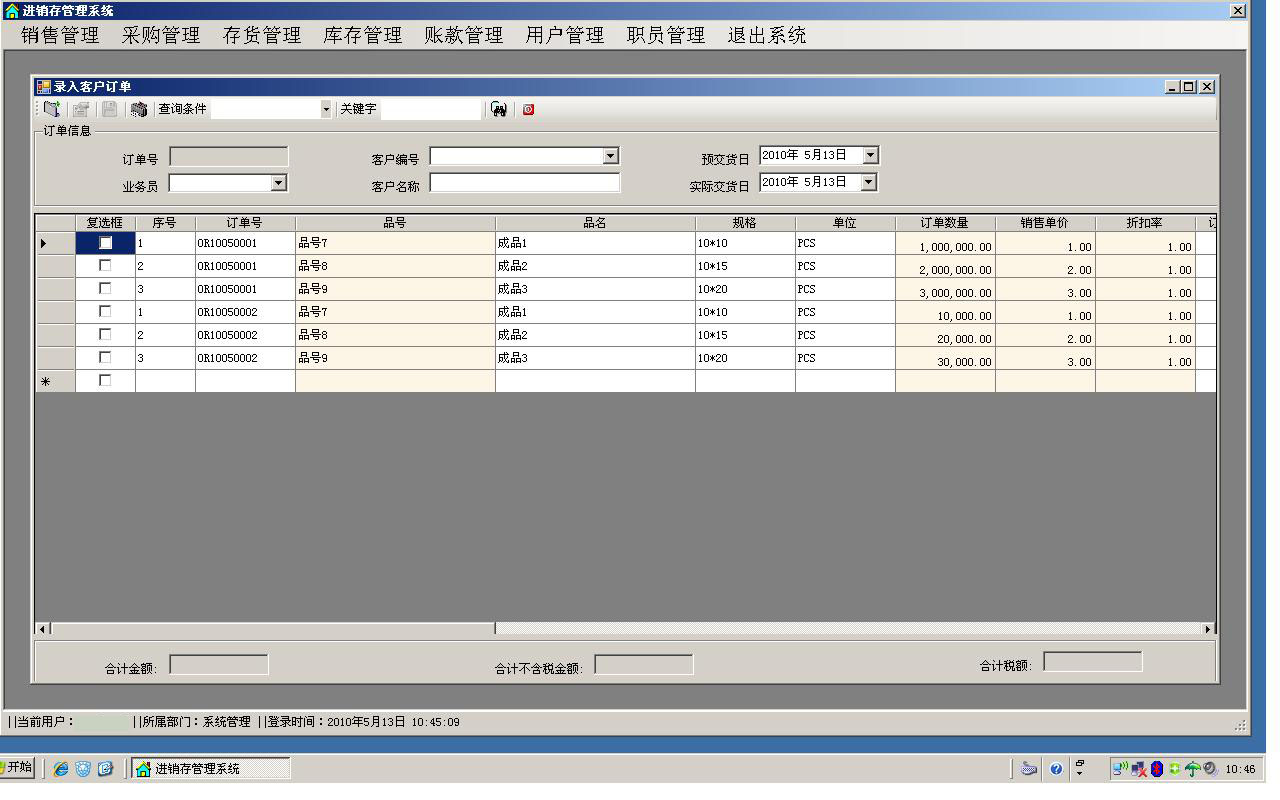 进销存管理系统
销售管理 采购管理 存货管理 库存管理 账款管理 用户管理 职员管理 退出系统
录入客户订单
查询条件 关键字
订单信息
订单号 客户编号 预交货日 2010年 5月13日
业务员 客户名称 实际交货日 2010年 5月13日
复选框 序号 订单号 品号 品名 规格 单位 订单数量 销售单价 折扣率
1 OR10050001 品号7 成品1 10*10 PCS 1,000,000.00 1.00 1.00
2 OR10050001 品号8 成品2 10*15 PCS 2,000,000.00 2.00 1.00
3 OR10050001 品号9 成品3 10*20 PCS 3,000,000.00 3.00 1.00
1 OR10050002 品号7 成品1 10*10 PCS 10,000.00 1.00 1.00
2 OR10050002 品号8 成品2 10*15 PCS 20,000.00 2.00 1.00
3 OR10050002 品号9 成品3 10*20 PCS 30,000.00 3.00 1.00
*
合计金额: 合计不含税金额: 合计税额:
||当前用户： ||所属部门：系统管理 ||登录时间：2010年5月13日 10:45:09
开始 进销存管理系统 10:46